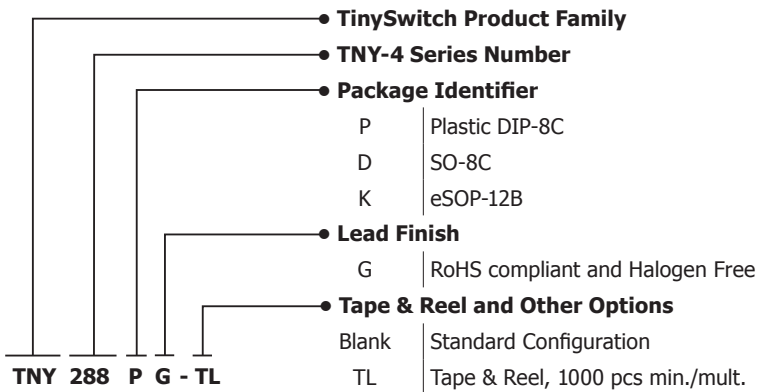 TinySwitch Product Family
TNY-4 Series Number
Package Identifier
P Plastic DIP-8C
D SO-8C
K eSOP-12B
Lead Finish
G RoHS compliant and Halogen Free
Tape & Reel and Other Options
Blank Standard Configuration
TL Tape & Reel, 1000 pcs min./mult.
TNY 288 P G - TL